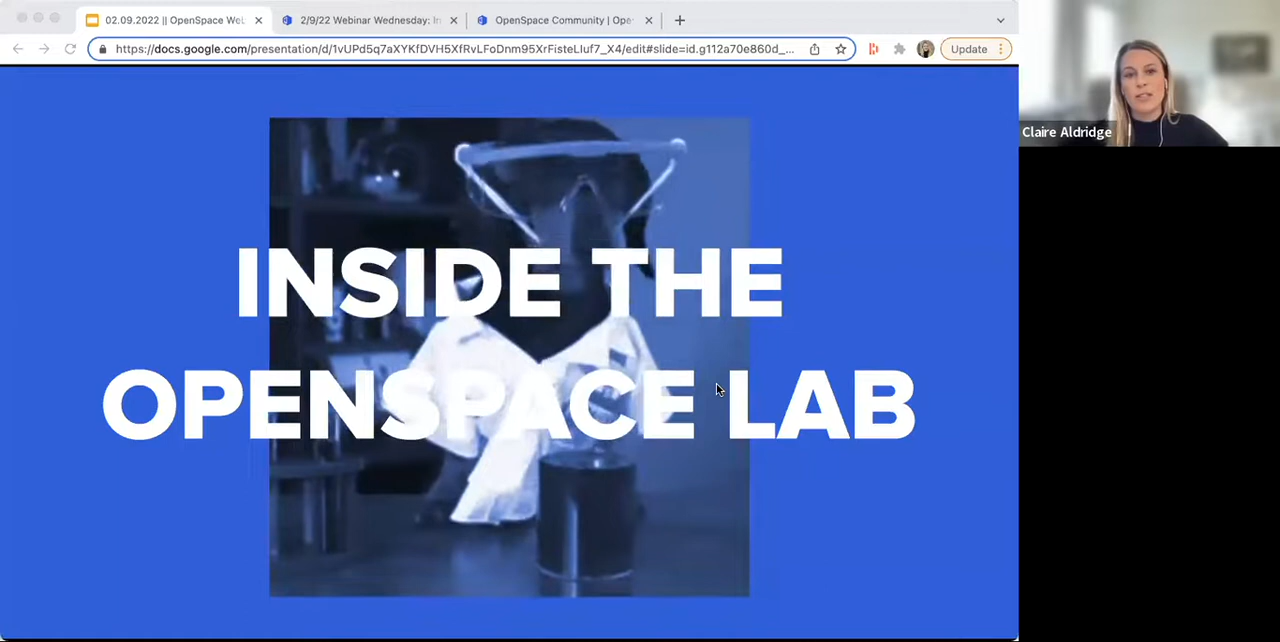 02.09.2022 || OpenSpace Web
2/9/22 Webinar Wednesday: In
OpenSpace Community | Ope
https://docs.google.com/presentation/d/1vUPd5q7aXYKfDVH5XfRvLFoDnm95XrFisteLIuf7_X4/edit#slide=id.g112a70e860d_...
Update
Claire Aldridge
INSIDE THE
OPENSPACE LAB